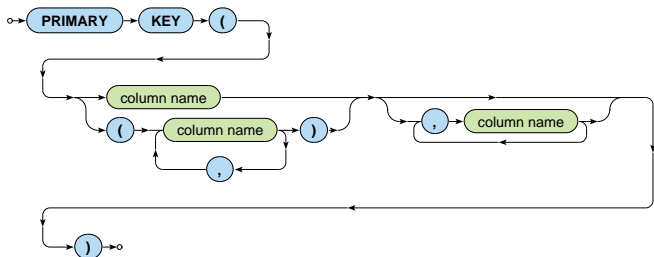 PRIMARY KEY (
column name
( column name ) , column name
,
)